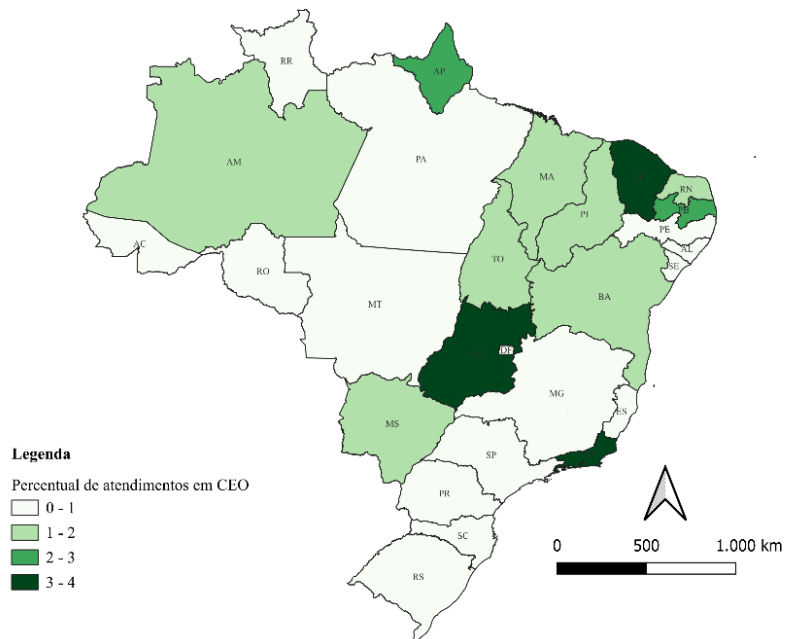 RR
AP
AM
PA
MA
RN
PB
PI
PE
AL
AC
SE
TO
RO
BA
MT
DF
MG
ES
MS
SP
PR
SC
RS
Legenda
Percentual de atendimentos em CEO
0 - 1
1 - 2
2 - 3
3 - 4
0 500 1.000 km